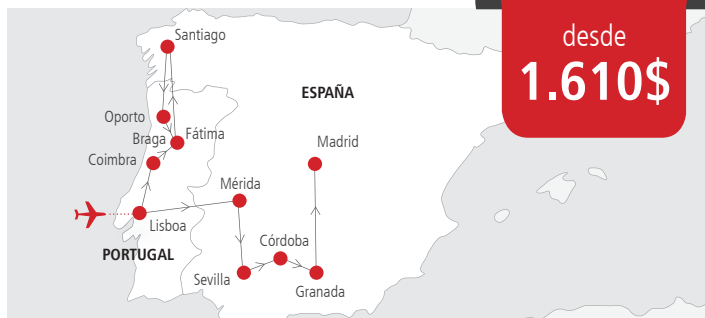 desde
1.610$
Santiago
ESPAÑA
Oporto
Braga
Fátima
Madrid
Coimbra
Mérida
Lisboa
Córdoba
PORTUGAL
Sevilla
Granada